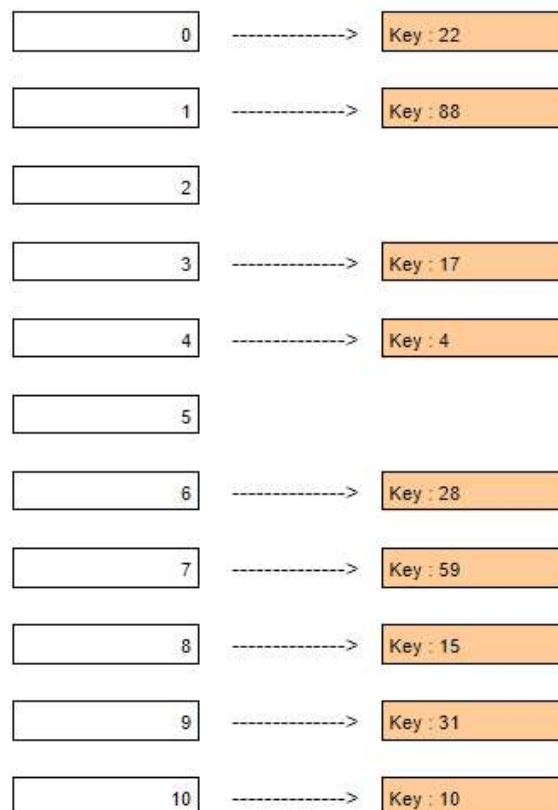 0 --------------> Key : 22
1 --------------> Key : 88
2
3 --------------> Key : 17
4 --------------> Key : 4
5
6 --------------> Key : 28
7 --------------> Key : 59
8 --------------> Key : 15
9 --------------> Key : 31
10 --------------> Key : 10